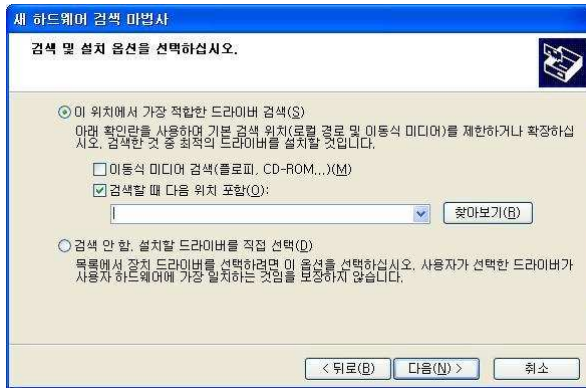 새 하드웨어 검색 마법사
검색 및 설치 옵션을 선택하십시오.
이 위치에서 가장 적합한 드라이버 검색(S)
아래 확인란을 사용하여 기본 검색 위치(로컬 경로 및 이동식 미디어)를 제한하거나 확장하십
시오. 검색한 것 중 최적의 드라이버를 설치할 것입니다.
이동식 미디어 검색(플로피, CD-ROM...)(M)
검색할 때 다음 위치 포함(O):
찾아보기(R)
검색 안 함. 설치할 드라이버를 직접 선택(D)
목록에서 장치 드라이버를 선택하려면 이 옵션을 선택하십시오. 사용자가 선택한 드라이버가
사용자 하드웨어에 가장 일치하는 것임을 보장하지 않습니다.
< 뒤로(B) 다음(N) > 취소